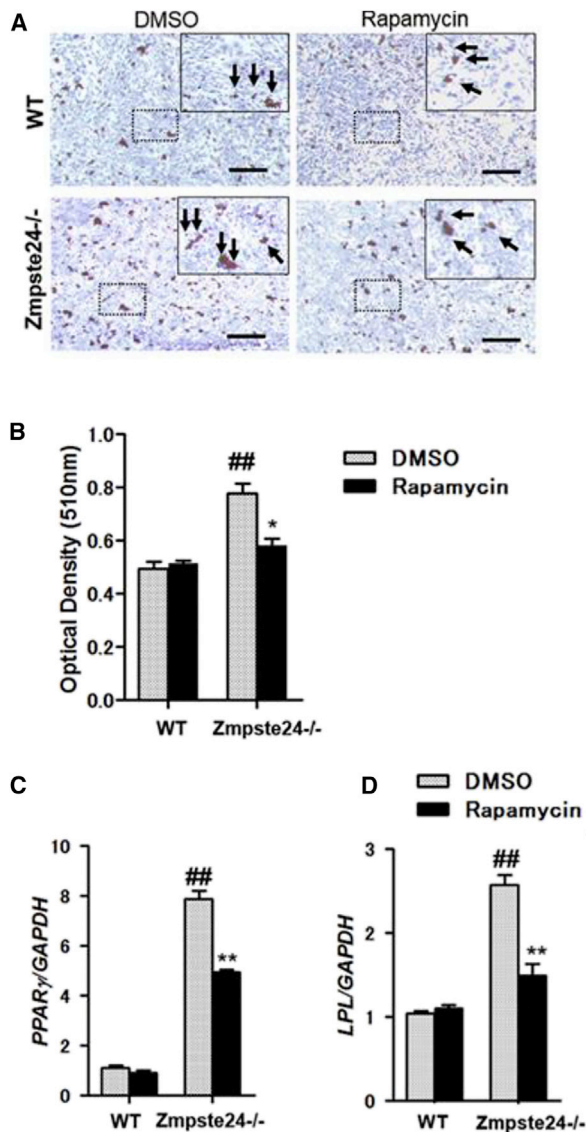 A
DMSO Rapamycin
WT
Zmpste24-/-
B
Optical Density (510nm)
1.0
0.8
0.6
0.4
0.2
0.0
##
*
WT Zmpste24-/-
DMSO
Rapamycin
C
PPARγ/GAPDH
10
8
6
4
2
0
##
**
WT Zmpste24-/-
D
DMSO
Rapamycin
LPL/GAPDH
3
2
1
0
##
**
WT Zmpste24-/-